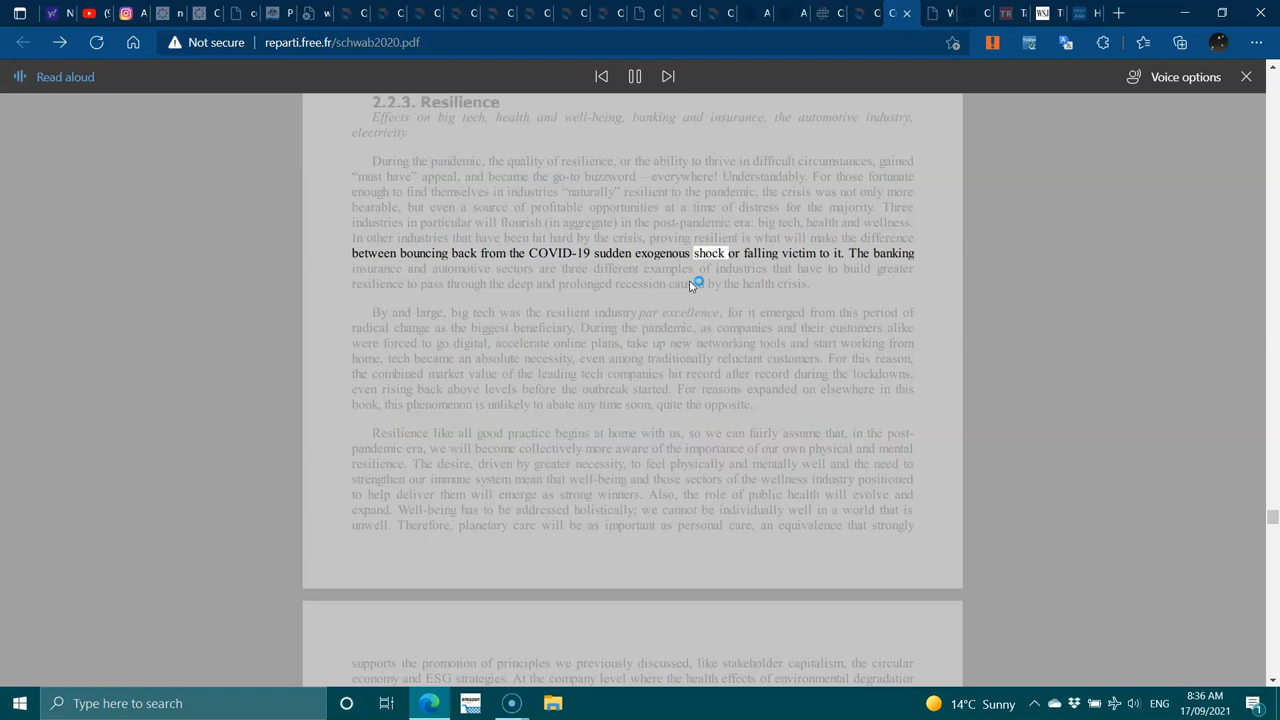 Not secure
reparti.free.fr/schwab2020.pdf
Read aloud
Voice options
2.2.3. Resilience
Effects on big tech, health and well-being, banking and insurance, the automotive industry,
electricity
During the pandemic, the quality of resilience, or the ability to thrive in difficult circumstances, gained
“must have” appeal, and became the go-to buzzword – everywhere! Understandably. For those fortunate
enough to find themselves in industries “naturally” resilient to the pandemic, the crisis was not only more
bearable, but even a source of profitable opportunities at a time of distress for the majority. Three
industries in particular will flourish (in aggregate) in the post-pandemic era: big tech, health and wellness.
In other industries that have been hit hard by the crisis, proving resilient is what will make the difference
between bouncing back from the COVID-19 sudden exogenous shock or falling victim to it. The banking
insurance and automotive sectors are three different examples of industries that have to build greater
resilience to pass through the deep and prolonged recession caused by the health crisis.
By and large, big tech was the resilient industry par excellence, for it emerged from this period of
radical change as the biggest beneficiary. During the pandemic, as companies and their customers alike
were forced to go digital, accelerate online plans, take up new networking tools and start working from
home, tech became an absolute necessity, even among traditionally reluctant customers. For this reason,
the combined market value of the leading tech companies hit record after record during the lockdowns,
even rising back above levels before the outbreak started. For reasons expanded on elsewhere in this
book, this phenomenon is unlikely to abate any time soon, quite the opposite.
Resilience like all good practice begins at home with us, so we can fairly assume that, in the post-
pandemic era, we will become collectively more aware of the importance of our own physical and mental
resilience. The desire, driven by greater necessity, to feel physically and mentally well and the need to
strengthen our immune system mean that well-being and those sectors of the wellness industry positioned
to help deliver them will emerge as strong winners. Also, the role of public health will evolve and
expand. Well-being has to be addressed holistically; we cannot be individually well in a world that is
unwell. Therefore, planetary care will be as important as personal care, an equivalence that strongly
supports the promotion of principles we previously discussed, like stakeholder capitalism, the circular
economy and ESG strategies. At the company level where the health effects of environmental degradation
Type here to search
14°C Sunny
ENG
8:36 AM
17/09/2021